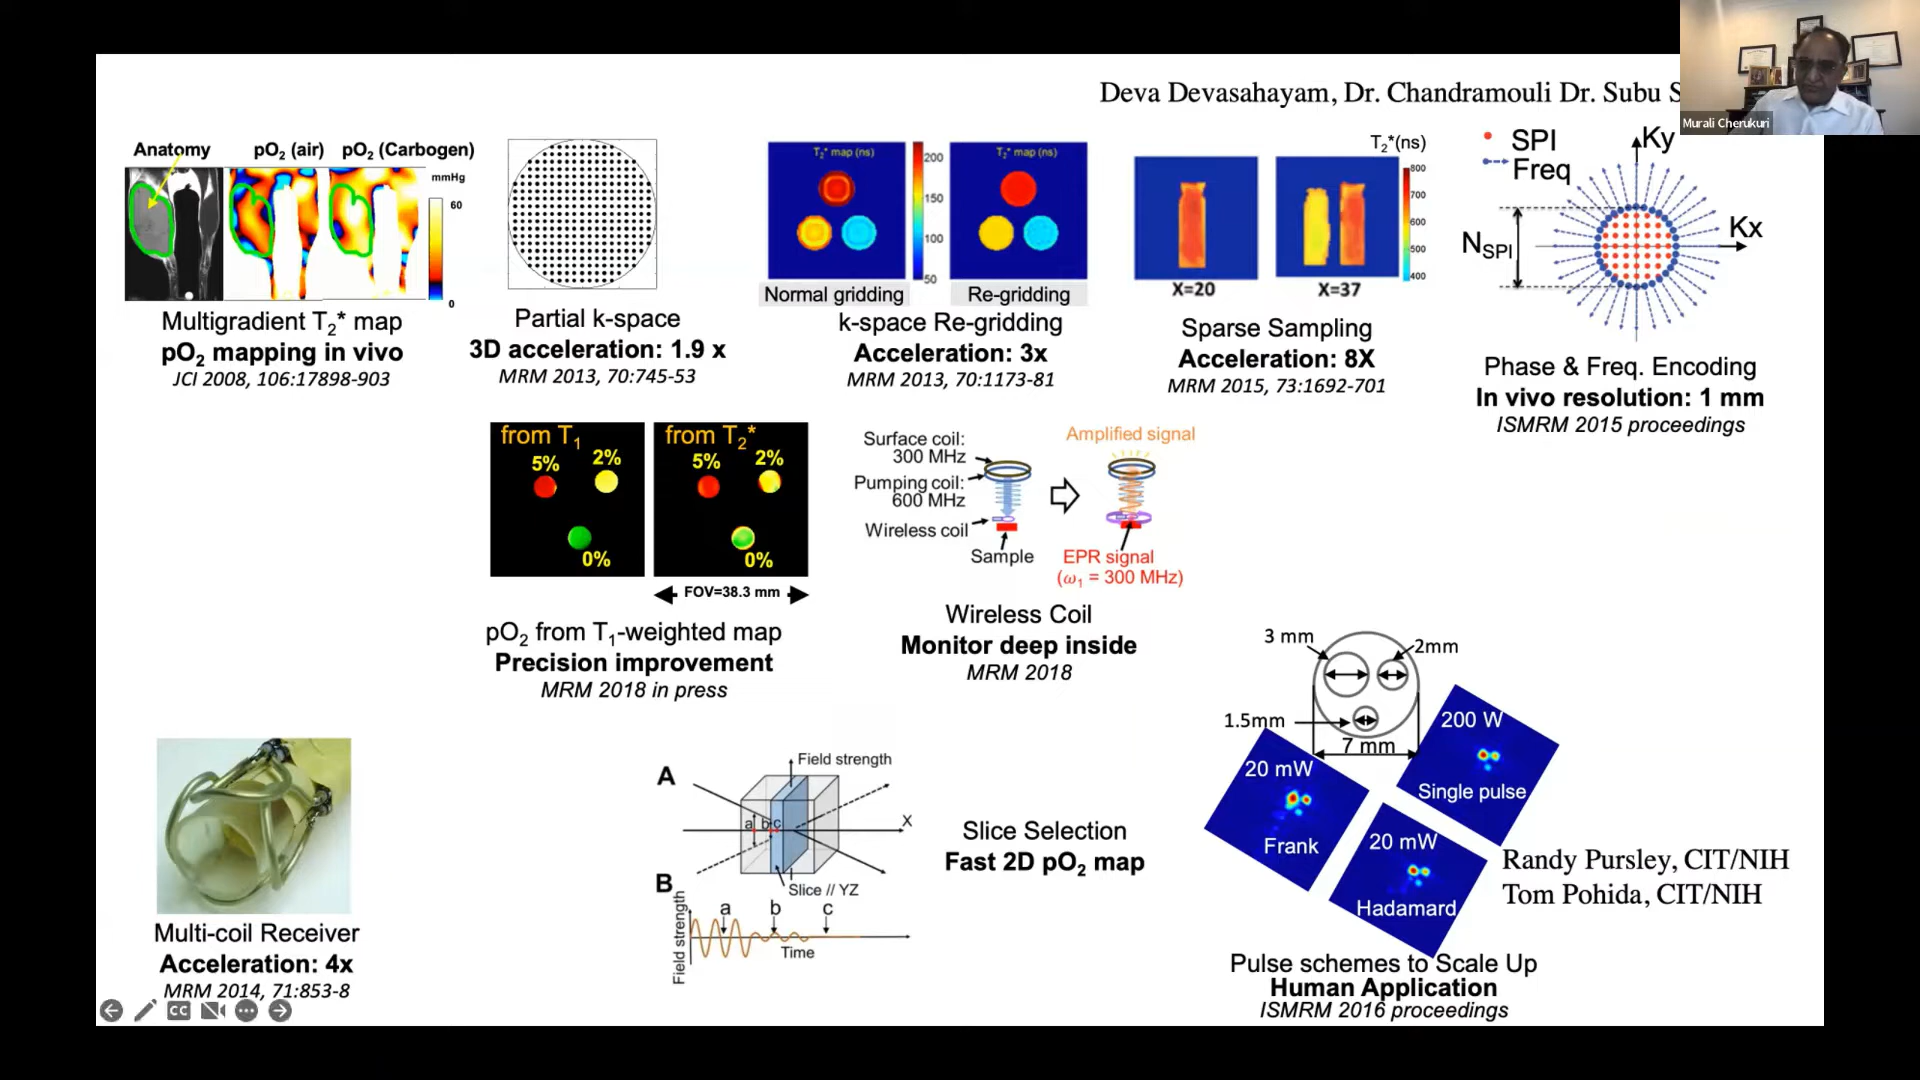 Deva Devasahayam, Dr. Chandramouli Dr. Subu S
Murali Cherukuri
Anatomy
pO2 (air)
pO2 (Carbogen)
mmHg
60
0
Multigradient T2* map
pO2 mapping in vivo
JCI 2008, 106:17898-903
Partial k-space
3D acceleration: 1.9 x
MRM 2013, 70:745-53
T2* map (ns)
T2* map (ns)
200
150
100
50
Normal gridding
Re-gridding
k-space Re-gridding
Acceleration: 3x
MRM 2013, 70:1173-81
T2*(ns)
800
700
600
500
400
X=20
X=37
Sparse Sampling
Acceleration: 8X
MRM 2015, 73:1692-701
SPI
Freq
Ky
Kx
NSPI
Phase & Freq. Encoding
In vivo resolution: 1 mm
ISMRM 2015 proceedings
from T1
5%
2%
0%
from T2*
5%
2%
0%
FOV=38.3 mm
pO2 from T1-weighted map
Precision improvement
MRM 2018 in press
Surface coil:
300 MHz
Pumping coil:
600 MHz
Wireless coil
Sample
Amplified signal
EPR signal
(ω1 = 300 MHz)
Wireless Coil
Monitor deep inside
MRM 2018
Multi-coil Receiver
Acceleration: 4x
MRM 2014, 71:853-8
CC
A
Field strength
a
b
c
X
Slice // YZ
B
Field strength
a
b
c
Time
Slice Selection
Fast 2D pO2 map
3 mm
2mm
1.5mm
7 mm
200 W
Single pulse
20 mW
Frank
20 mW
Hadamard
Randy Pursley, CIT/NIH
Tom Pohida, CIT/NIH
Pulse schemes to Scale Up
Human Application
ISMRM 2016 proceedings